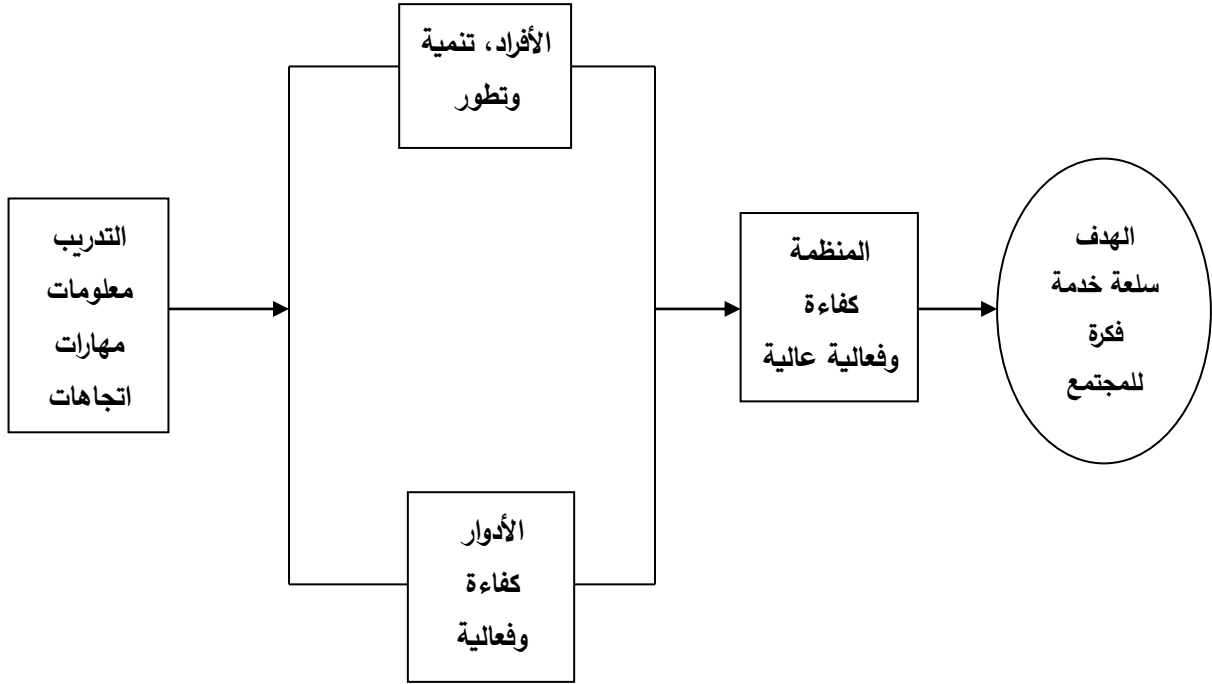 الأفراد، تنمية
وتطور
التدريب
معلومات
مهارات
اتجاهات
الأدوار
كفاءة
وفعالية
المنظمة
كفاءة
وفعالية عالية
الهدف
سلعة خدمة
فكرة
للمجتمع